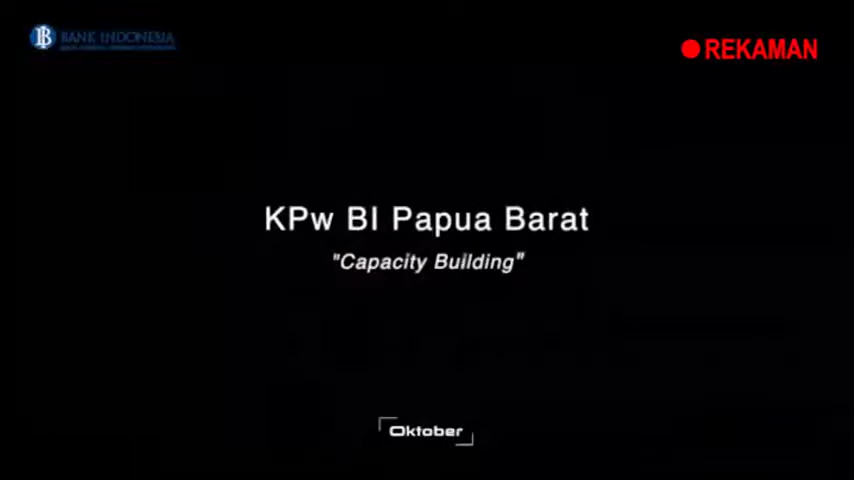 BANK INDONESIA
REKAMAN
KPw BI Papua Barat
"Capacity Building"
Oktober